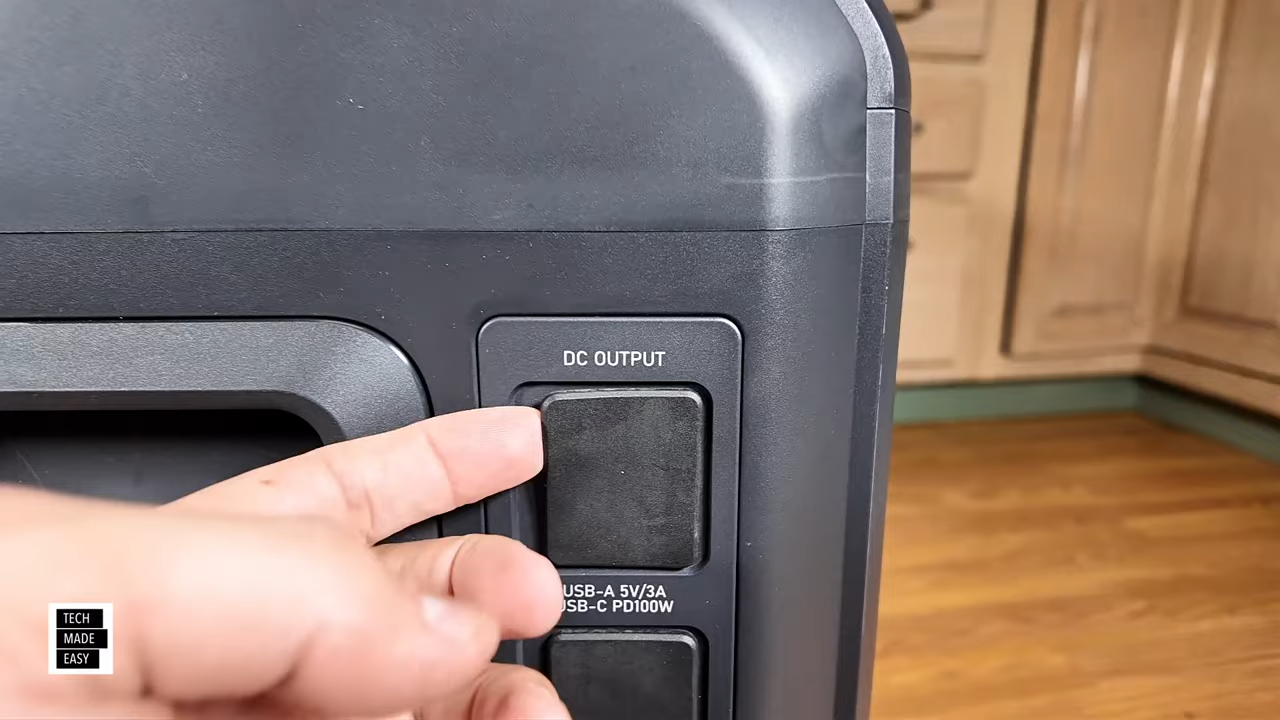 DC OUTPUT
USB-A 5V/3A
USB-C PD100W
TECH
MADE
EASY